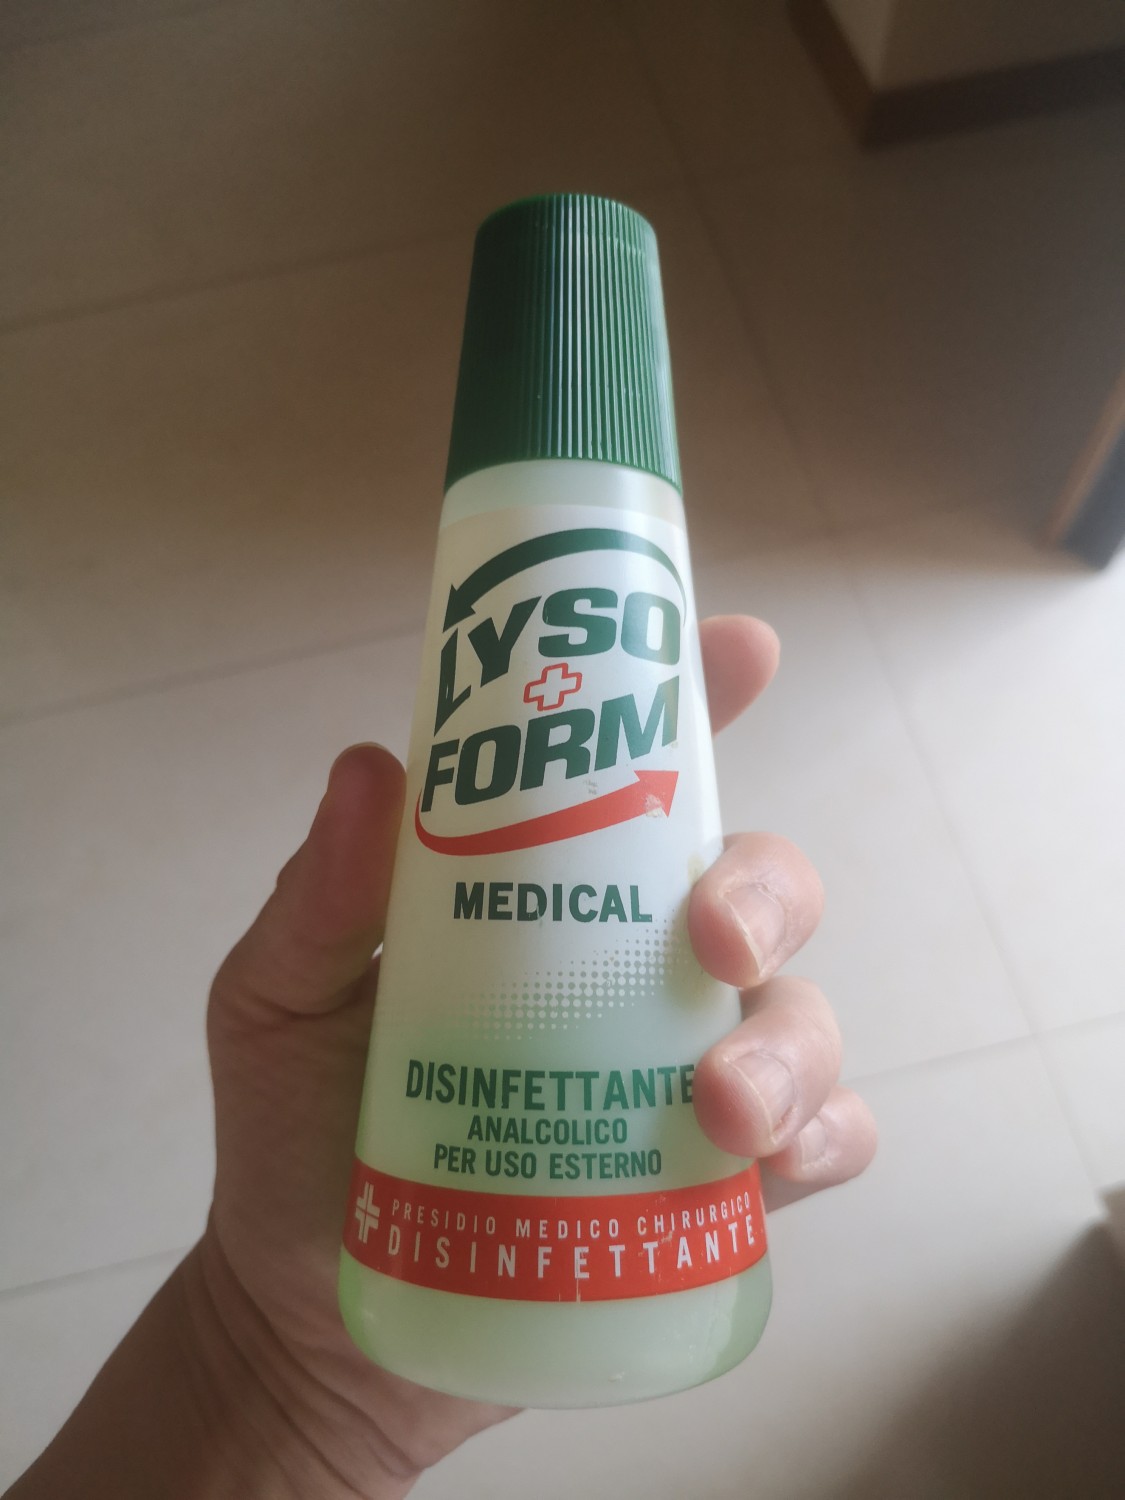 LYSO
FORM
MEDICAL
DISINFETTANTE
ANALCOLICO
PER USO ESTERNO
PRESIDIO MEDICO CHIRURGICO
DISINFETTANTE